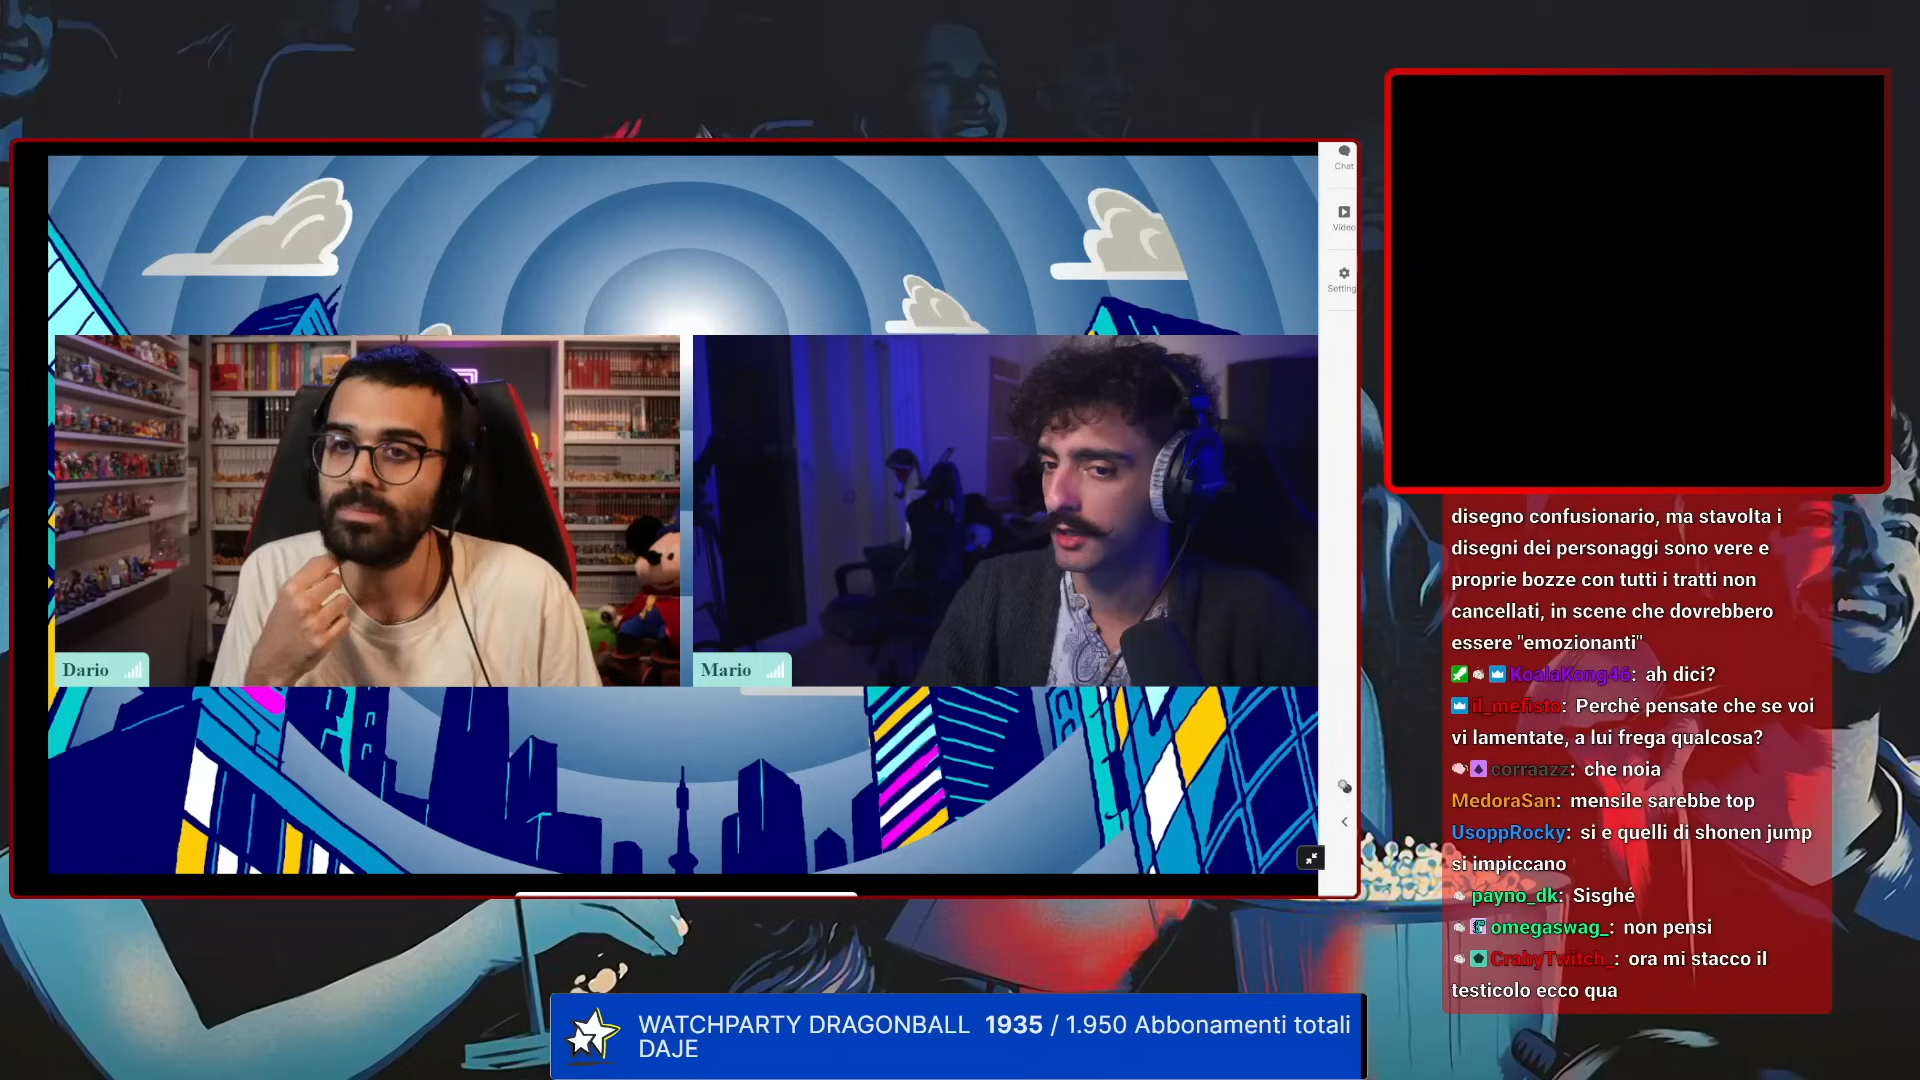 Chat
Video
Setting
Dario
Mario
disegno confusionario, ma stavolta i
disegni dei personaggi sono vere e
proprie bozze con tutti i tratti non
cancellati, in scene che dovrebbero
essere "emozionanti"
KoalaKong46: ah dici?
il_mefisto: Perché pensate che se voi
vi lamentate, a lui frega qualcosa?
corraazz: che noia
MedoraSan: mensile sarebbe top
UsoppRocky: si e quelli di shonen jump
si impiccano
payno_dk: Sisghé
omegaswag_: non pensi
CrabyTwitch_: ora mi stacco il
testicolo ecco qua
WATCHPARTY DRAGONBALL 1935 / 1.950 Abbonamenti totali
DAJE